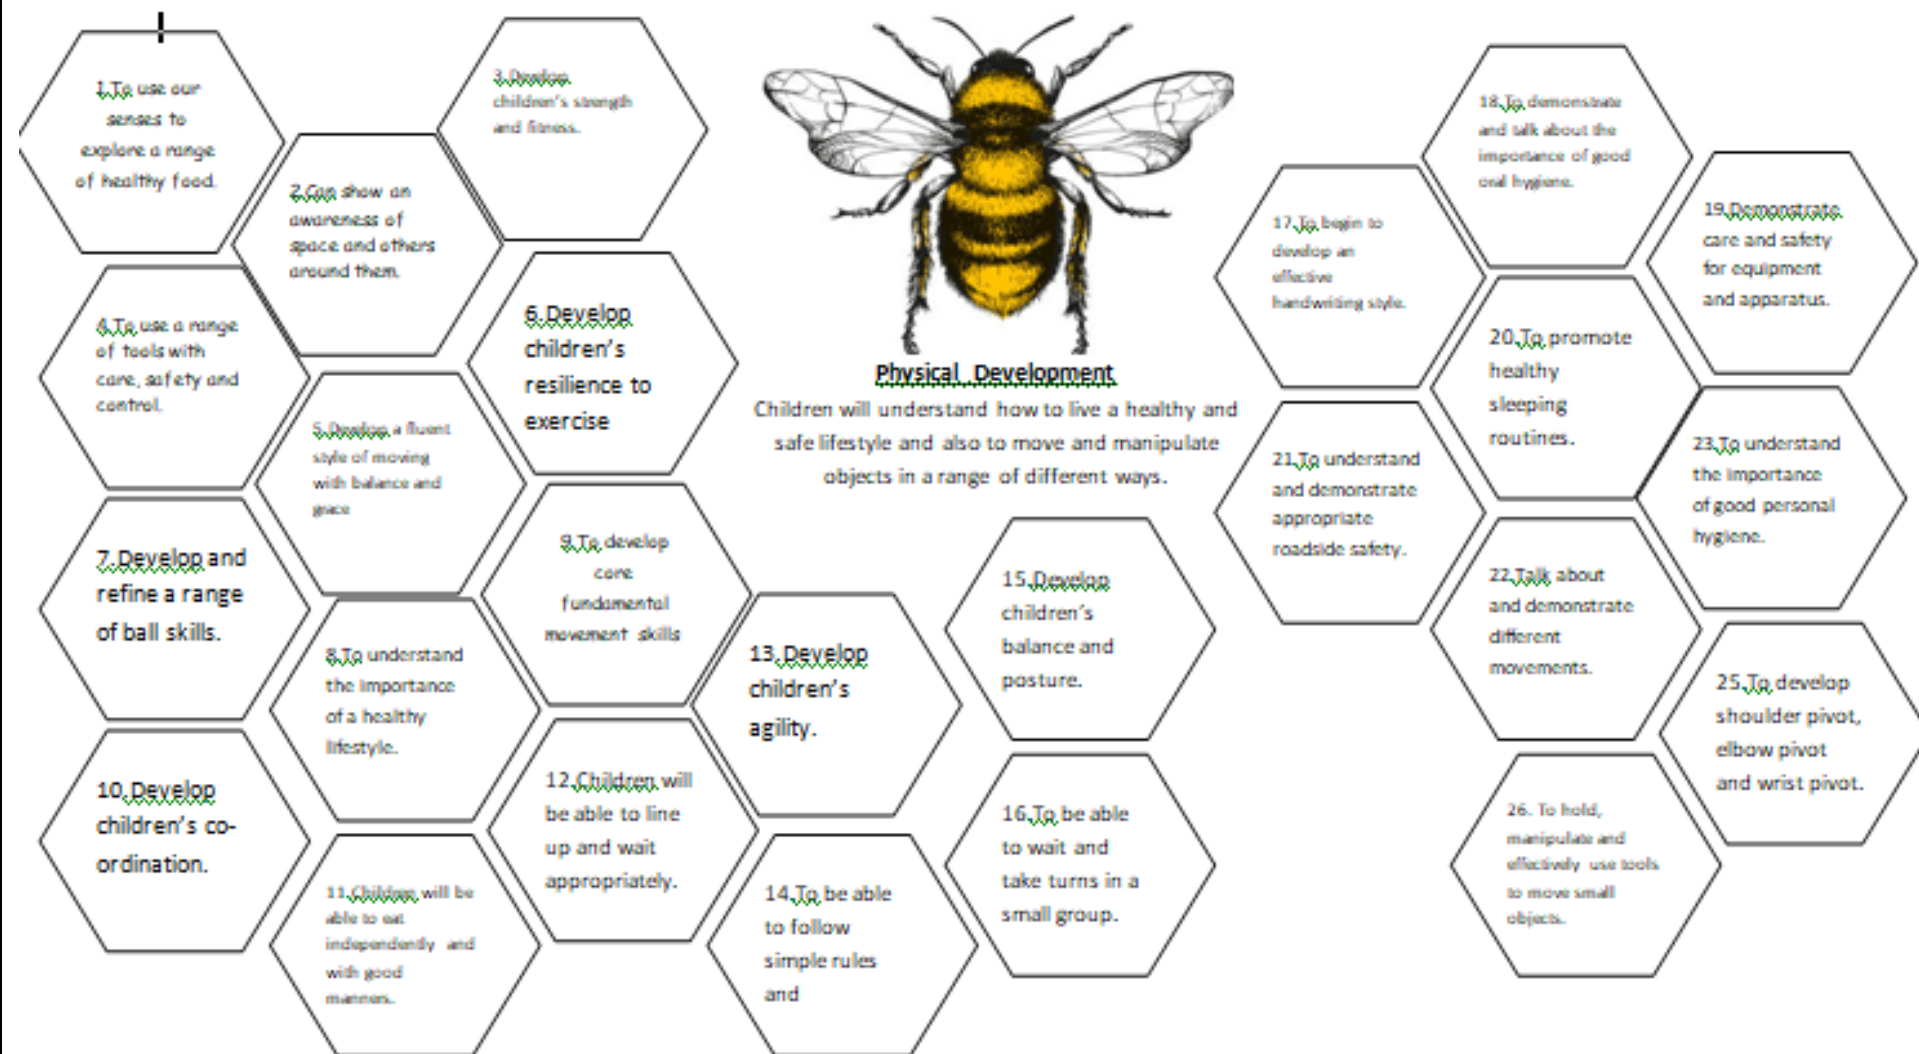 1.To use our
senses to
explore a range
of healthy food.
2.Can show an
awareness of
space and others
around them.
3.Develop
children's strength
and fitness.
4.To use a range
of tools with
care, safety and
control.
5.Develop a fluent
style of moving
with balance and
grace
6.Develop
children's
resilience to
exercise
7.Develop and
refine a range
of ball skills.
8.To understand
the importance
of a healthy
lifestyle.
9.To develop
core
fundamental
movement skills
10.Develop
children's co-
ordination.
11.Children will be
able to eat
independently and
with good
manners.
12.Children will
be able to line
up and wait
appropriately.
13.Develop
children's
agility.
14.To be able
to follow
simple rules
and
Physical Development
Children will understand how to live a healthy and
safe lifestyle and also to move and manipulate
objects in a range of different ways.
15.Develop
children's
balance and
posture.
16.To be able
to wait and
take turns in a
small group.
17.To begin to
develop an
effective
handwriting style.
18.To demonstrate
and talk about the
importance of good
oral hygiene.
19.Demonstrate
care and safety
for equipment
and apparatus.
20.To promote
healthy
sleeping
routines.
21.To understand
and demonstrate
appropriate
roadside safety.
22.Talk about
and demonstrate
different
movements.
23.To understand
the importance
of good personal
hygiene.
25.To develop
shoulder pivot,
elbow pivot
and wrist pivot.
26. To hold,
manipulate and
effectively use tools
to move small
objects.